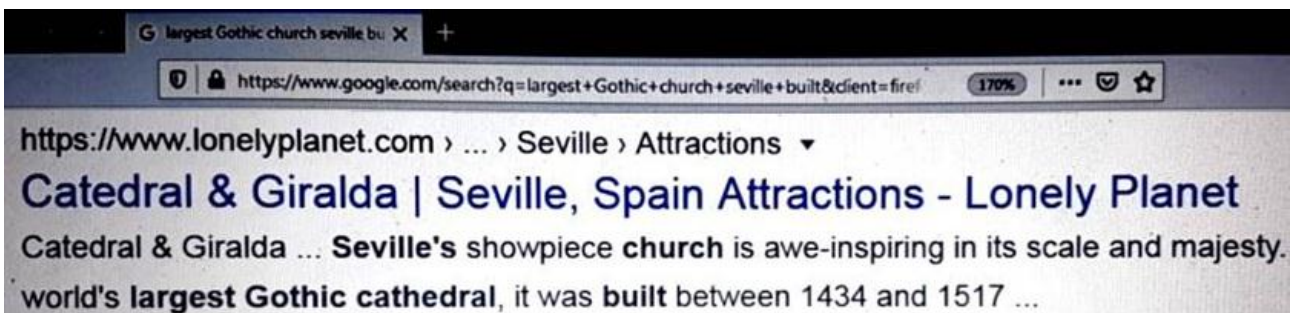 G largest Gothic church seville bu X +
https://www.google.com/search?q=largest+Gothic+church+seville+built&client=firef 170% ...
https://www.lonelyplanet.com › ... › Seville › Attractions
Catedral & Giralda | Seville, Spain Attractions - Lonely Planet
Catedral & Giralda ... Seville's showpiece church is awe-inspiring in its scale and majesty.
world's largest Gothic cathedral, it was built between 1434 and 1517 ...